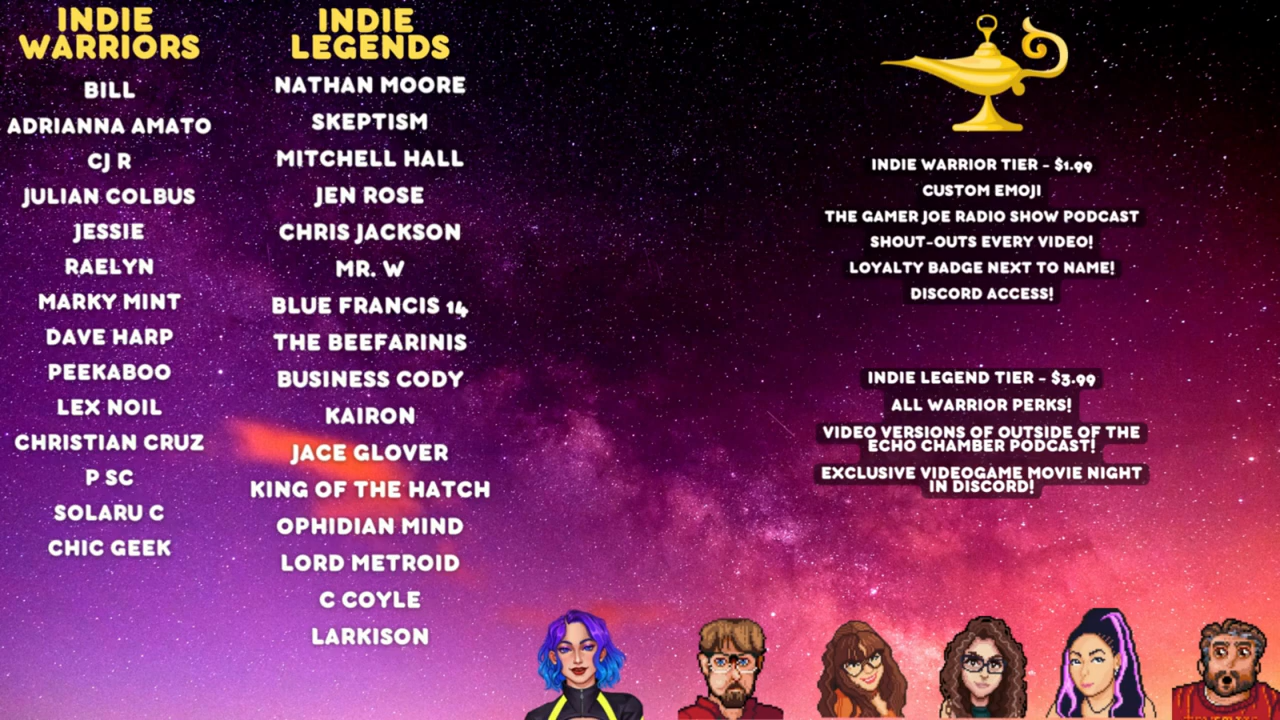 INDIE
WARRIORS
BILL
ADRIANNA AMATO
CJ R
JULIAN COLBUS
JESSIE
RAELYN
MARKY MINT
DAVE HARP
PEEKABOO
LEX NOIL
CHRISTIAN CRUZ
P SC
SOLARU C
CHIC GEEK
INDIE
LEGENDS
NATHAN MOORE
SKEPTISM
MITCHELL HALL
JEN ROSE
CHRIS JACKSON
MR. W
BLUE FRANCIS 14
THE BEEFARINIS
BUSINESS CODY
KAIRON
JACE GLOVER
KING OF THE HATCH
OPHIDIAN MIND
LORD METROID
C COYLE
LARKISON
INDIE WARRIOR TIER - $1.99
CUSTOM EMOJI
THE GAMER JOE RADIO SHOW PODCAST
SHOUT-OUTS EVERY VIDEO!
LOYALTY BADGE NEXT TO NAME!
DISCORD ACCESS!
INDIE LEGEND TIER - $3.99
ALL WARRIOR PERKS!
VIDEO VERSIONS OF OUTSIDE OF THE
ECHO CHAMBER PODCAST!
EXCLUSIVE VIDEOGAME MOVIE NIGHT
IN DISCORD!